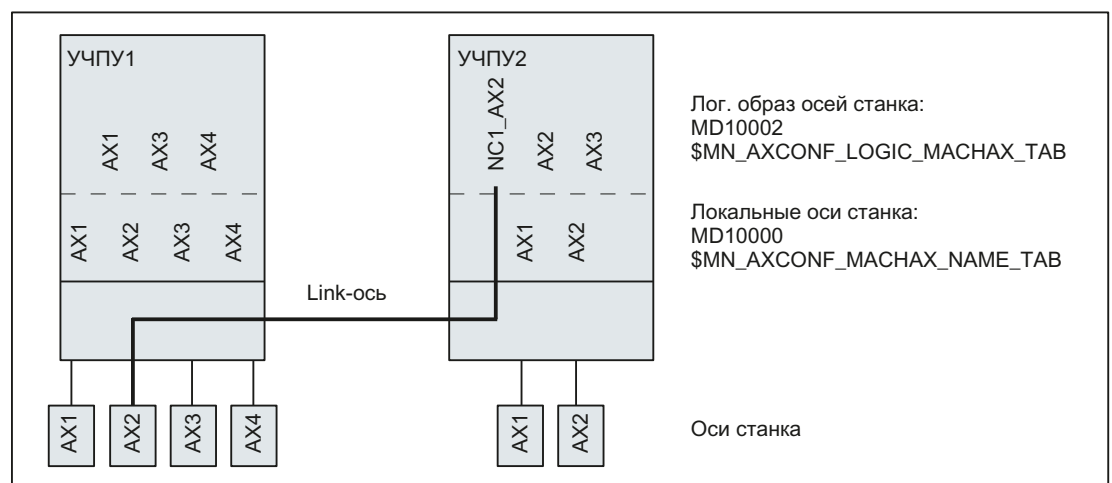 УЧПУ1
AX1
AX3
AX4
AX1
AX2
AX3
AX4
УЧПУ2
NC1_AX2
AX2
AX3
AX1
AX2
Лог. образ осей станка:
MD10002
$MN_AXCONF_LOGIC_MACHAX_TAB
Локальные оси станка:
MD10000
$MN_AXCONF_MACHAX_NAME_TAB
Link-ось
AX1
AX2
AX3
AX4
AX1
AX2
Оси станка